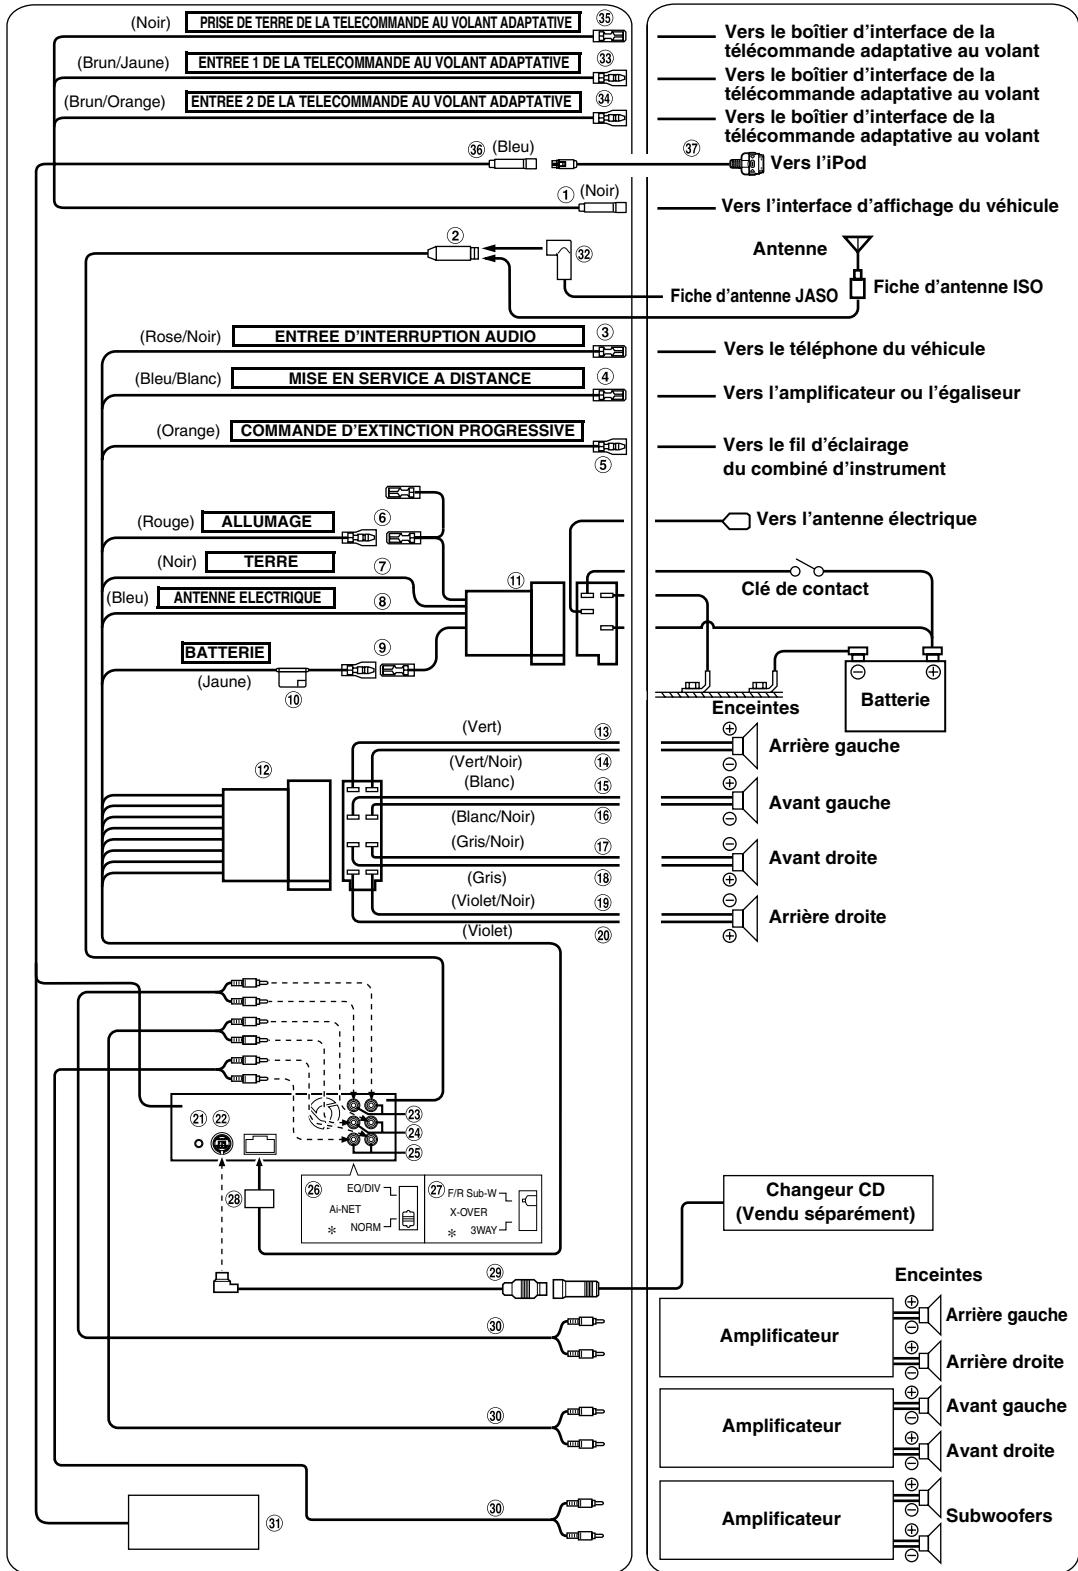 (Noir) PRISE DE TERRE DE LA TELECOMMANDE AU VOLANT ADAPTATIVE 35
Vers le boîtier d'interface de la
télécommande adaptative au volant
(Brun/Jaune) ENTREE 1 DE LA TELECOMMANDE AU VOLANT ADAPTATIVE 33
Vers le boîtier d'interface de la
télécommande adaptative au volant
(Brun/Orange) ENTREE 2 DE LA TELECOMMANDE AU VOLANT ADAPTATIVE 34
Vers le boîtier d'interface de la
télécommande adaptative au volant
36 (Bleu) 37
Vers l'iPod
1 (Noir)
Vers l'interface d'affichage du véhicule
2
32
Antenne
Fiche d'antenne JASO
Fiche d'antenne ISO
(Rose/Noir) ENTREE D'INTERRUPTION AUDIO 3
Vers le téléphone du véhicule
(Bleu/Blanc) MISE EN SERVICE A DISTANCE 4
Vers l'amplificateur ou l'égaliseur
(Orange) COMMANDE D'EXTINCTION PROGRESSIVE
5
Vers le fil d'éclairage
du combiné d'instrument
(Rouge) ALLUMAGE 6
Vers l'antenne électrique
(Noir) TERRE 7
11
Clé de contact
(Bleu) ANTENNE ELECTRIQUE 8
BATTERIE 9
(Jaune) 10
⊖ ⊕
Batterie
Enceintes
12
(Vert) 13 ⊕
Arrière gauche
(Vert/Noir) 14 ⊖
(Blanc) 15 ⊕
Avant gauche
(Blanc/Noir) 16 ⊖
(Gris/Noir) 17 ⊖
Avant droite
(Gris) 18 ⊕
(Violet/Noir) 19 ⊖
Arrière droite
(Violet) 20 ⊕
21 22
23
24
25
26 EQ/DIV
Ai-NET
* NORM
27 F/R Sub-W
X-OVER
* 3WAY
28
Changeur CD
(Vendu séparément)
29
Enceintes
30
Amplificateur
⊕ ⊖ Arrière gauche
⊕ ⊖ Arrière droite
30
Amplificateur
⊕ ⊖ Avant gauche
⊕ ⊖ Avant droite
30
31
Amplificateur
⊕ ⊖
Subwoofers
⊕ ⊖